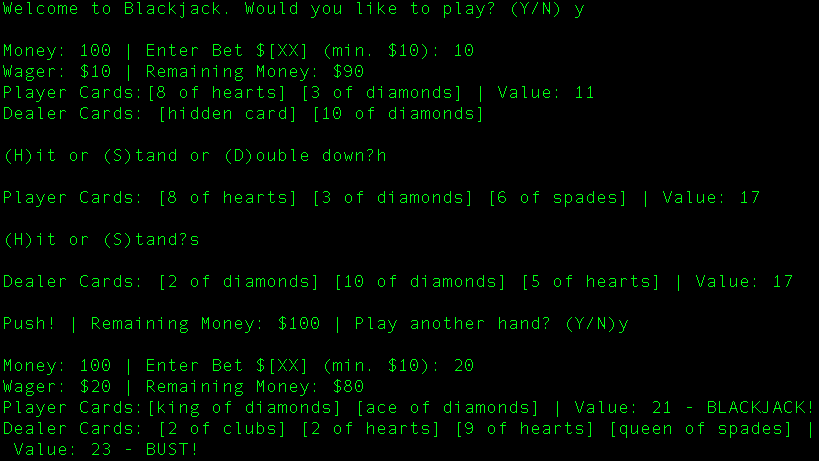 Welcome to Blackjack. Would you like to play? (Y/N) y
Money: 100 | Enter Bet $[XX] (min. $10): 10
Wager: $10 | Remaining Money: $90
Player Cards:[8 of hearts] [3 of diamonds] | Value: 11
Dealer Cards: [hidden card] [10 of diamonds]
(H)it or (S)tand or (D)ouble down?h
Player Cards: [8 of hearts] [3 of diamonds] [6 of spades] | Value: 17
(H)it or (S)tand?s
Dealer Cards: [2 of diamonds] [10 of diamonds] [5 of hearts] | Value: 17
Push! | Remaining Money: $100 | Play another hand? (Y/N)y
Money: 100 | Enter Bet $[XX] (min. $10): 20
Wager: $20 | Remaining Money: $80
Player Cards:[king of diamonds] [ace of diamonds] | Value: 21 - BLACKJACK!
Dealer Cards: [2 of clubs] [2 of hearts] [9 of hearts] [queen of spades] |
Value: 23 - BUST!